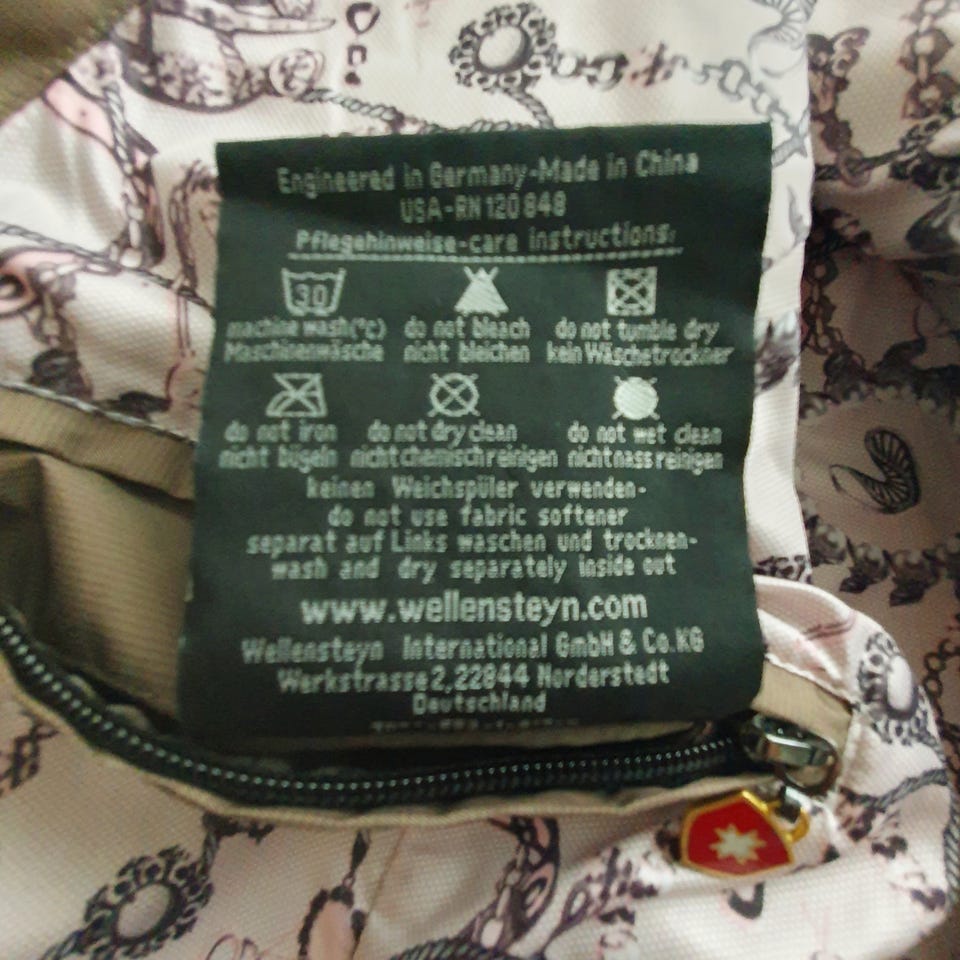 Engineered in Germany-Made in China
USA-RN 120 848
Pflegehinweise-care instructions:
30
machine wash(°c) do not bleach do not tumble dry
Maschinenwäsche nicht bleichen kein Wäschetrockner
do not iron do not dry clean do not wet clean
nicht bügeln nicht chemisch reinigen nicht nass reinigen
keinen Weichspüler verwenden-
do not use fabric softener
separat auf Links waschen und trocknen-
wash and dry separately inside out
www.wellensteyn.com
Wellensteyn International GmbH & Co.KG
Werkstrasse 2, 22844 Norderstedt
Deutschland